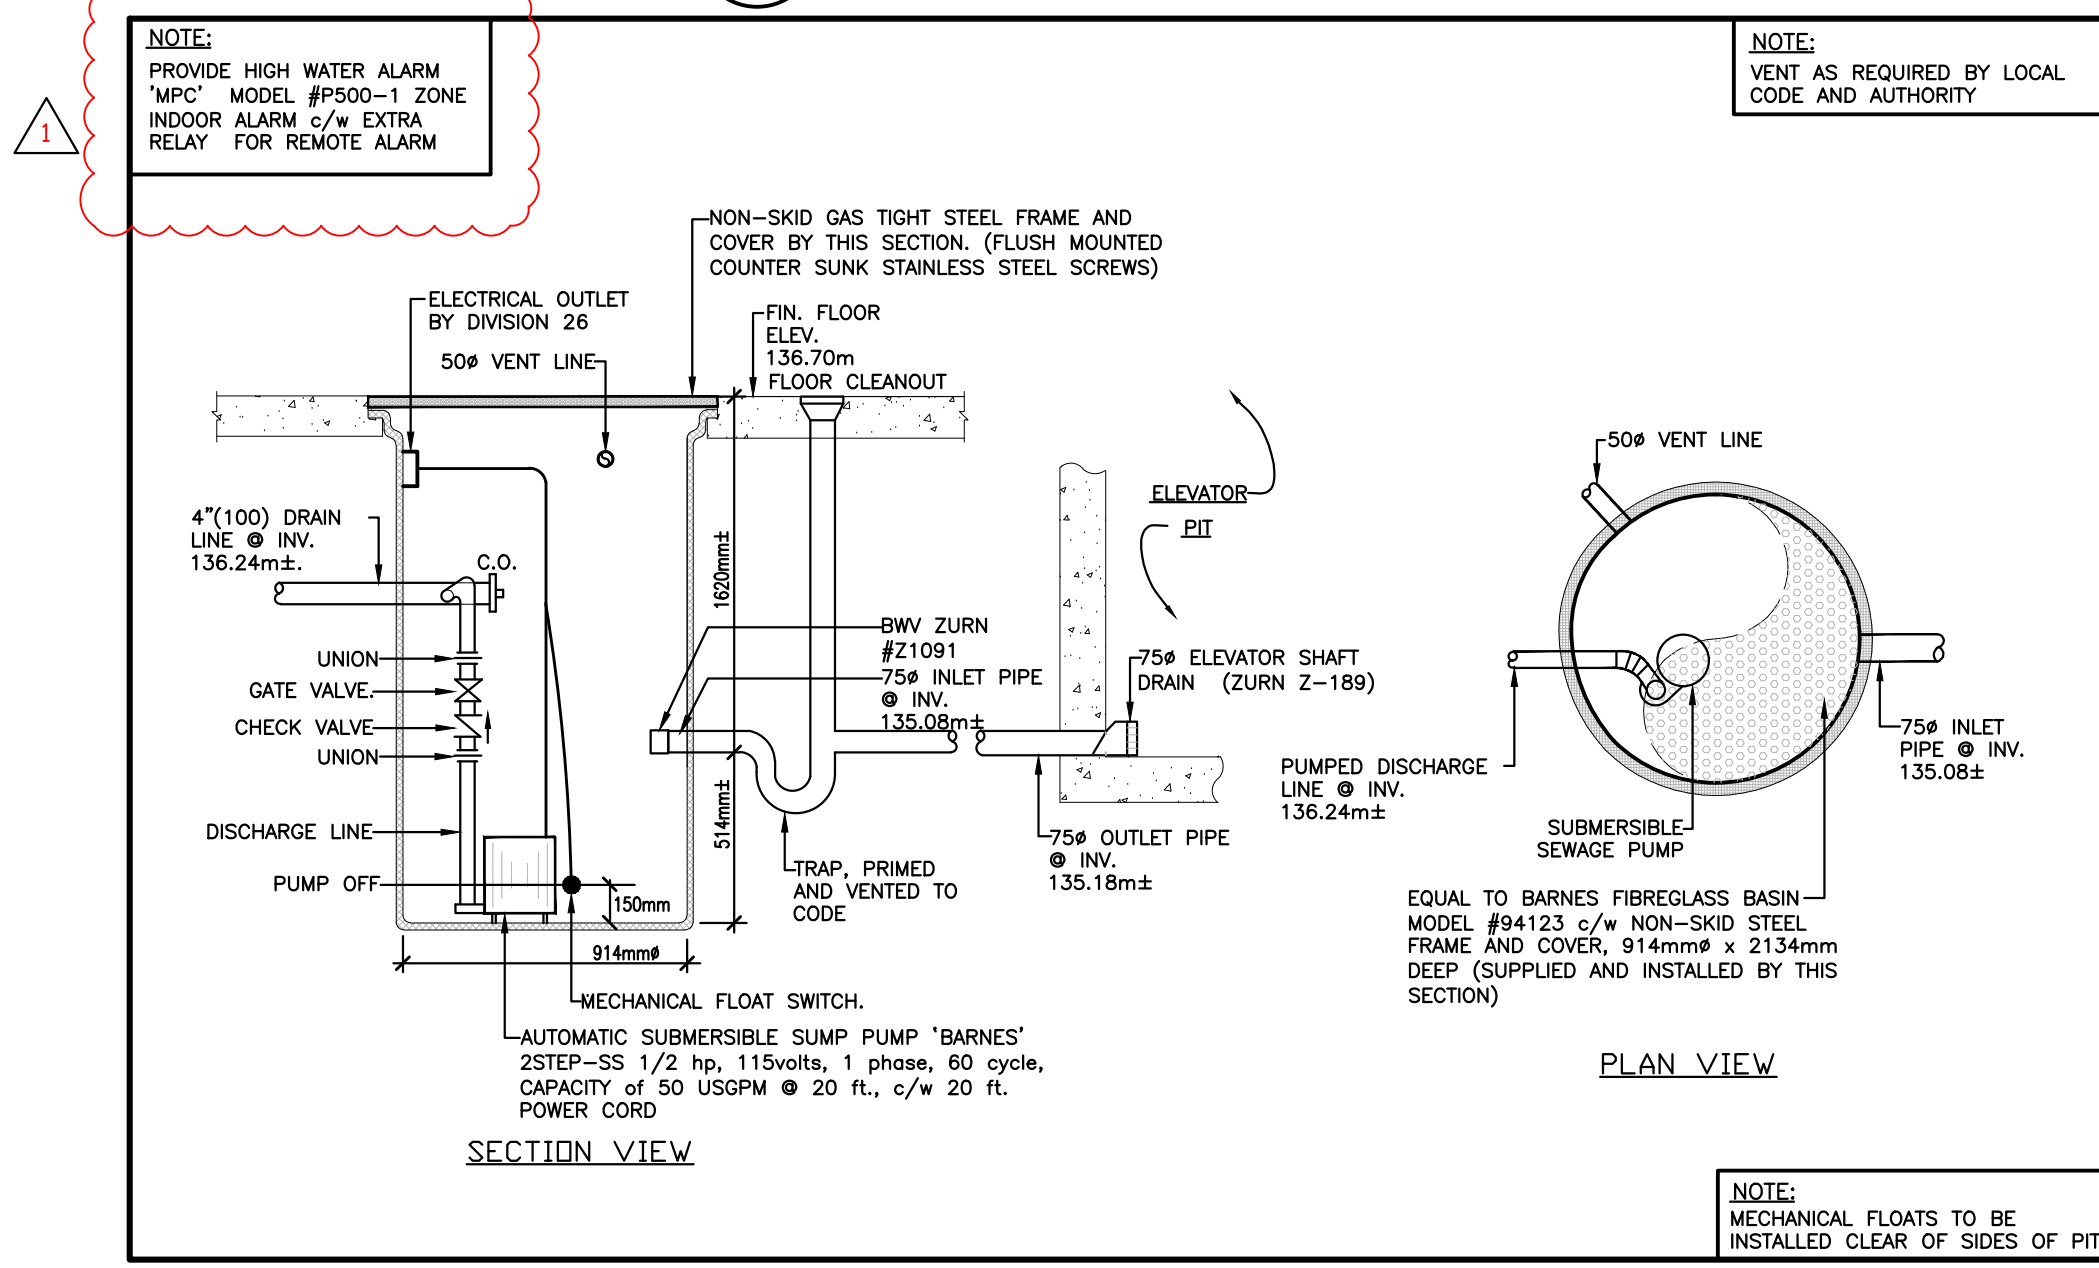 NOTE:
PROVIDE HIGH WATER ALARM
'MPC' MODEL #P500-1 ZONE
INDOOR ALARM c/w EXTRA
RELAY FOR REMOTE ALARM
1
NOTE:
VENT AS REQUIRED BY LOCAL
CODE AND AUTHORITY
NON-SKID GAS TIGHT STEEL FRAME AND
COVER BY THIS SECTION. (FLUSH MOUNTED
COUNTER SUNK STAINLESS STEEL SCREWS)
ELECTRICAL OUTLET
BY DIVISION 26
50ø VENT LINE
FIN. FLOOR
ELEV.
136.70m
FLOOR CLEANOUT
4"(100) DRAIN
LINE @ INV.
136.24m±.
C.O.
UNION
GATE VALVE.
CHECK VALVE
UNION
DISCHARGE LINE
PUMP OFF
1620mm±
514mm±
150mm
914mmø
BWV ZURN
#Z1091
75ø INLET PIPE
@ INV.
135.08m±
TRAP, PRIMED
AND VENTED TO
CODE
ELEVATOR
PIT
75ø ELEVATOR SHAFT
DRAIN (ZURN Z-189)
75ø OUTLET PIPE
@ INV.
135.18m±
MECHANICAL FLOAT SWITCH.
AUTOMATIC SUBMERSIBLE SUMP PUMP 'BARNES'
2STEP-SS 1/2 hp, 115volts, 1 phase, 60 cycle,
CAPACITY of 50 USGPM @ 20 ft., c/w 20 ft.
POWER CORD
SECTION VIEW
50ø VENT LINE
PUMPED DISCHARGE
LINE @ INV.
136.24m±
75ø INLET
PIPE @ INV.
135.08±
SUBMERSIBLE
SEWAGE PUMP
EQUAL TO BARNES FIBREGLASS BASIN
MODEL #94123 c/w NON-SKID STEEL
FRAME AND COVER, 914mmø x 2134mm
DEEP (SUPPLIED AND INSTALLED BY THIS
SECTION)
PLAN VIEW
NOTE:
MECHANICAL FLOATS TO BE
INSTALLED CLEAR OF SIDES OF PIT